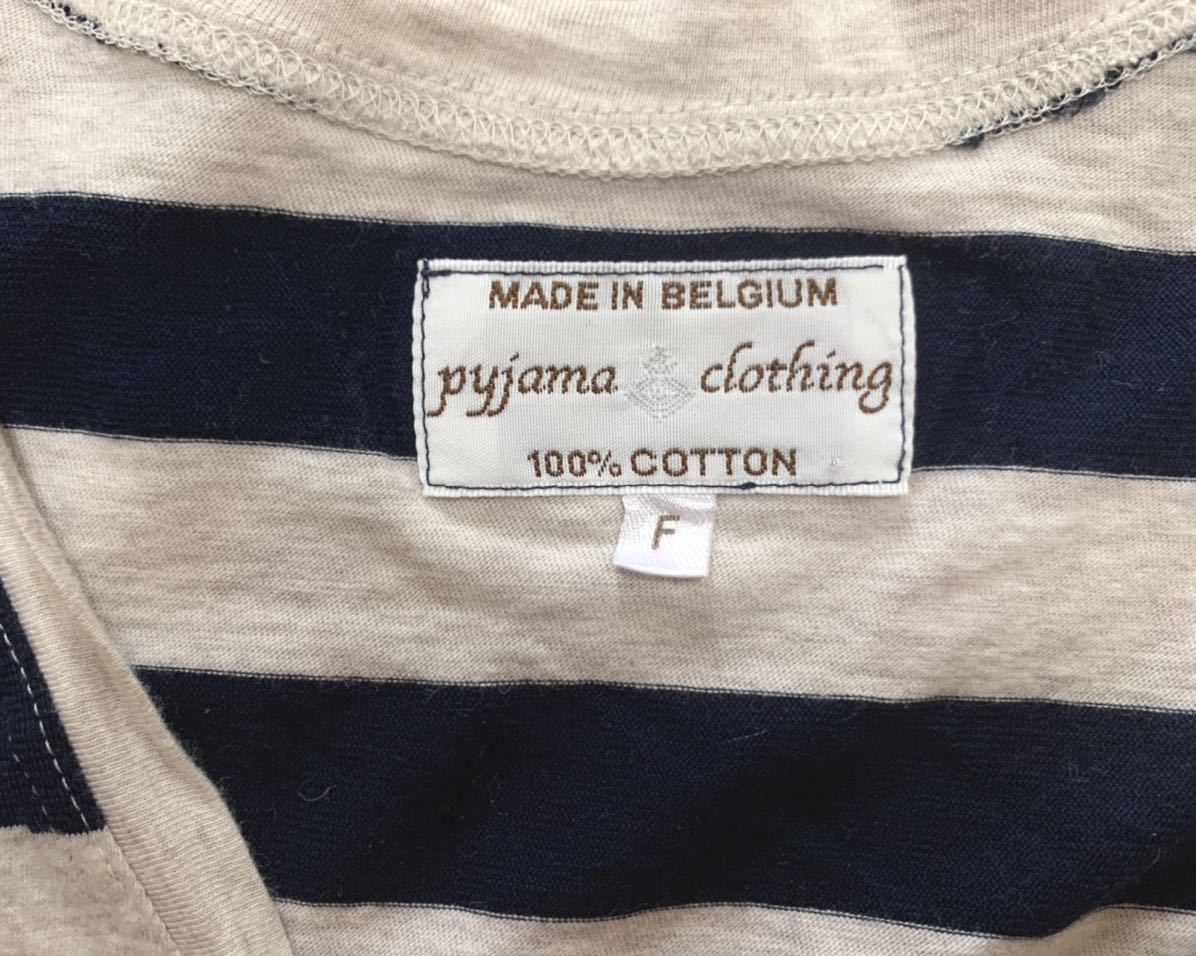 MADE IN BELGIUM
pyjama clothing
100% COTTON
F